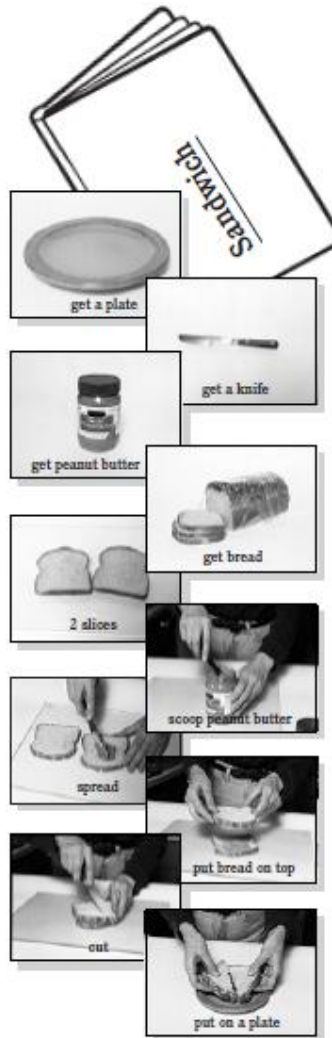 Sandwich
get a plate
get a knife
get peanut butter
get bread
2 slices
scoop peanut butter
spread
put bread on top
cut
put on a plate